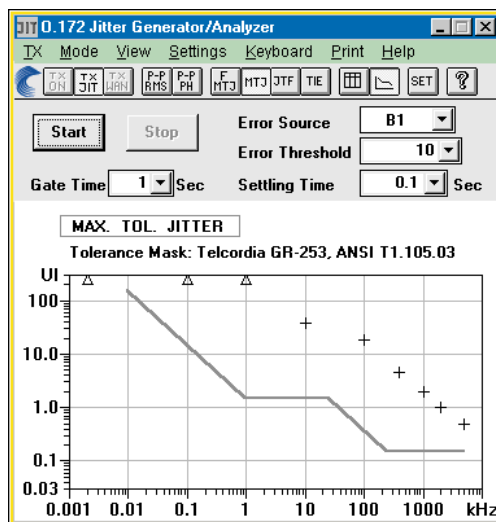 JIT O.172 Jitter Generator/Analyzer
TX Mode View Settings Keyboard Print Help
TX ON TX JIT TX WAN P-P RMS P-P PH F MTJ MTJ JTF TIE SET ?
Start Stop Error Source B1
Error Threshold 10
Gate Time 1 Sec Settling Time 0.1 Sec
MAX. TOL. JITTER
Tolerance Mask: Telcordia GR-253, ANSI T1.105.03
UI
100
10.0
1.0
0.1
0.03
0.001 0.01 0.1 1 10 100 1000 kHz